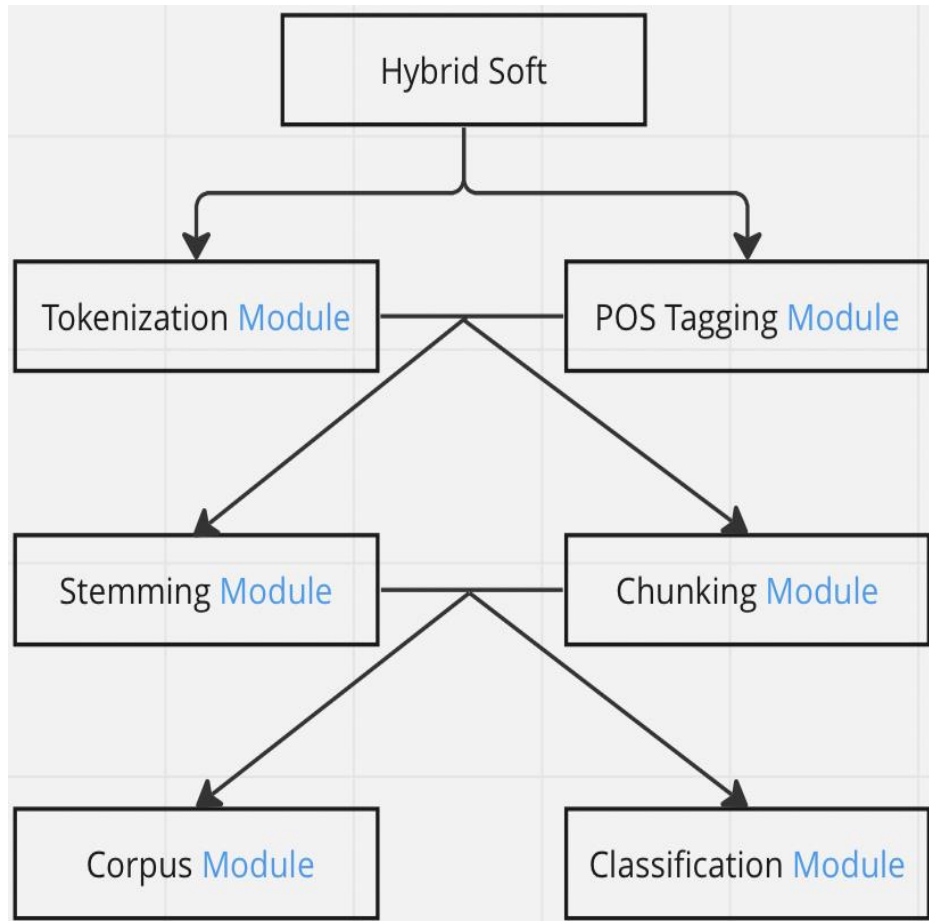 Hybrid Soft
Tokenization Module
POS Tagging Module
Stemming Module
Chunking Module
Corpus Module
Classification Module